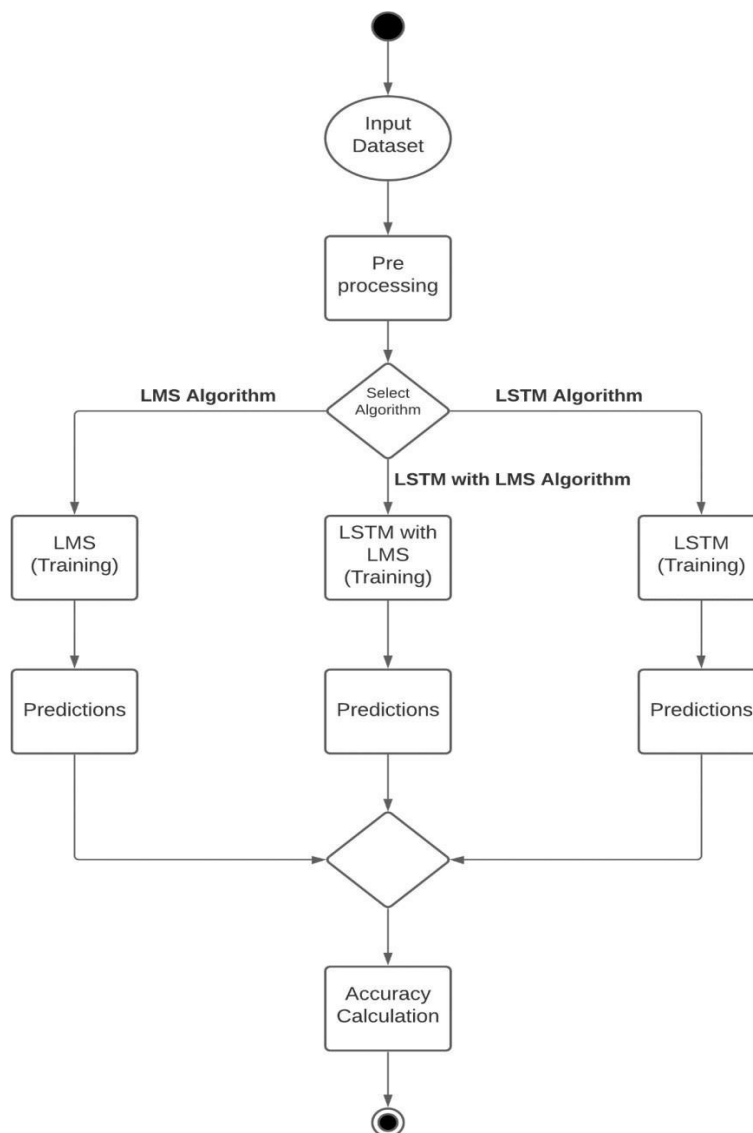 Input
Dataset
Pre
processing
Select
Algorithm
LMS Algorithm
LSTM Algorithm
LSTM with LMS Algorithm
LMS
(Training)
LSTM with
LMS
(Training)
LSTM
(Training)
Predictions
Predictions
Predictions
Accuracy
Calculation